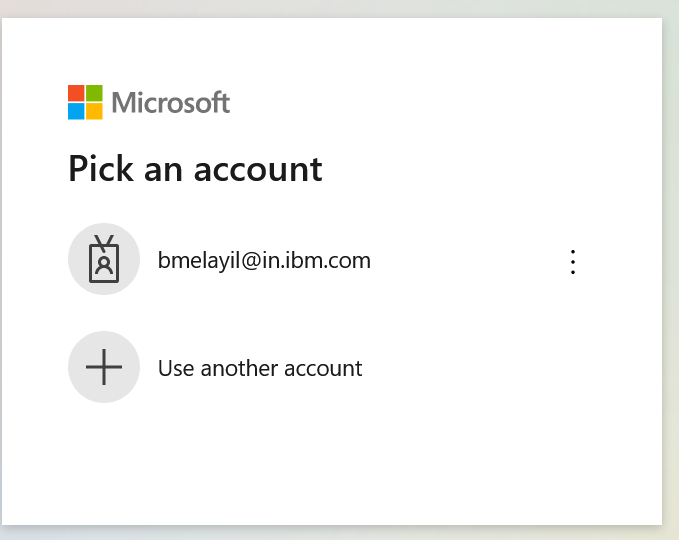 Microsoft
Pick an account
bmelayil@in.ibm.com
Use another account